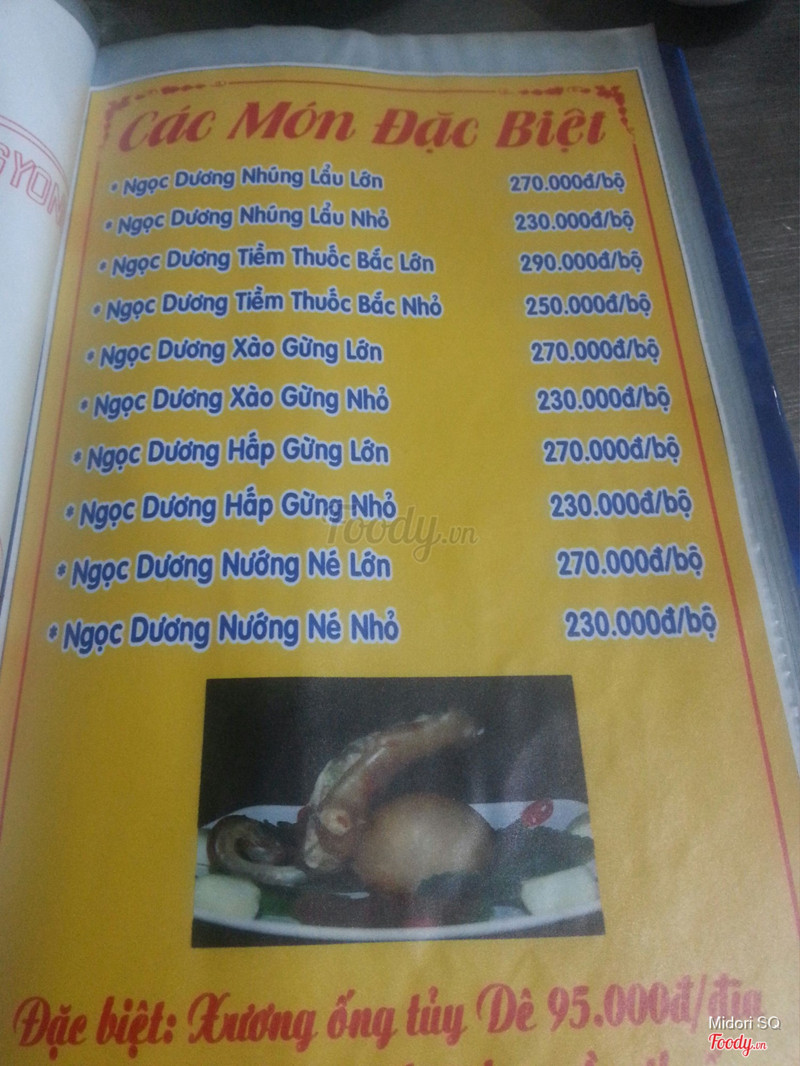 Các Món Đặc Biệt
* Ngọc Dương Nhúng Lẩu Lớn 270.000đ/bộ
* Ngọc Dương Nhúng Lẩu Nhỏ 230.000đ/bộ
* Ngọc Dương Tiềm Thuốc Bắc Lớn 290.000đ/bộ
* Ngọc Dương Tiềm Thuốc Bắc Nhỏ 250.000đ/bộ
* Ngọc Dương Xào Gừng Lớn 270.000đ/bộ
* Ngọc Dương Xào Gừng Nhỏ 230.000đ/bộ
* Ngọc Dương Hấp Gừng Lớn 270.000đ/bộ
* Ngọc Dương Hấp Gừng Nhỏ 230.000đ/bộ
Foody.vn
* Ngọc Dương Nướng Né Lớn 270.000đ/bộ
* Ngọc Dương Nướng Né Nhỏ 230.000đ/bộ
Đặc biệt: Xương ống tủy Dê 95.000đ/đĩa
Midori SQ
Foody.vn